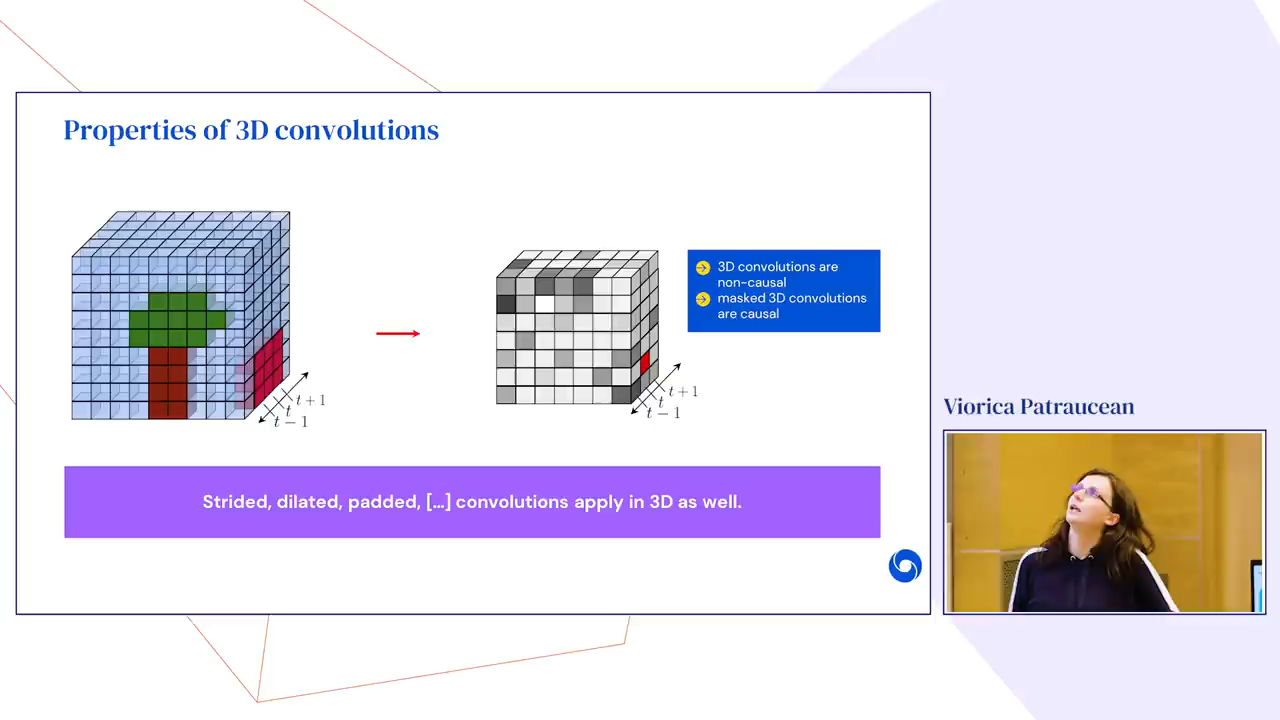 Properties of 3D convolutions
3D convolutions are
non-causal
masked 3D convolutions
are causal
t + 1
t
t − 1
t + 1
t
t − 1
Viorica Patraucean
Strided, dilated, padded, [...] convolutions apply in 3D as well.